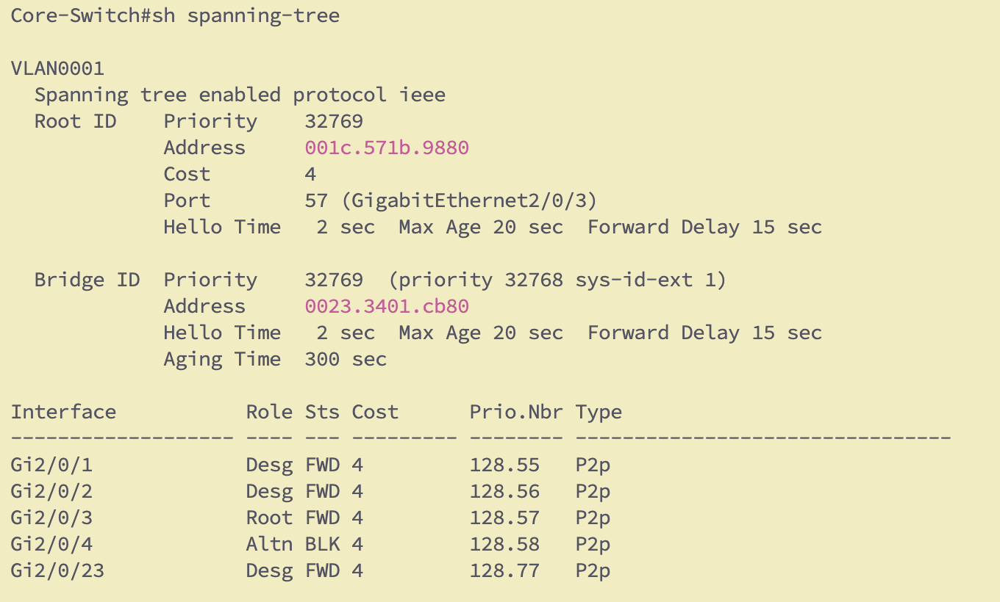 Core-Switch#sh spanning-tree
VLAN0001
  Spanning tree enabled protocol ieee
  Root ID    Priority    32769
             Address     001c.571b.9880
             Cost        4
             Port        57 (GigabitEthernet2/0/3)
             Hello Time   2 sec  Max Age 20 sec  Forward Delay 15 sec
  Bridge ID  Priority    32769  (priority 32768 sys-id-ext 1)
             Address     0023.3401.cb80
             Hello Time   2 sec  Max Age 20 sec  Forward Delay 15 sec
             Aging Time  300 sec
Interface           Role Sts Cost      Prio.Nbr Type
------------------- ---- --- --------- -------- --------------------------------
Gi2/0/1             Desg FWD 4         128.55   P2p
Gi2/0/2             Desg FWD 4         128.56   P2p
Gi2/0/3             Root FWD 4         128.57   P2p
Gi2/0/4             Altn BLK 4         128.58   P2p
Gi2/0/23            Desg FWD 4         128.77   P2p